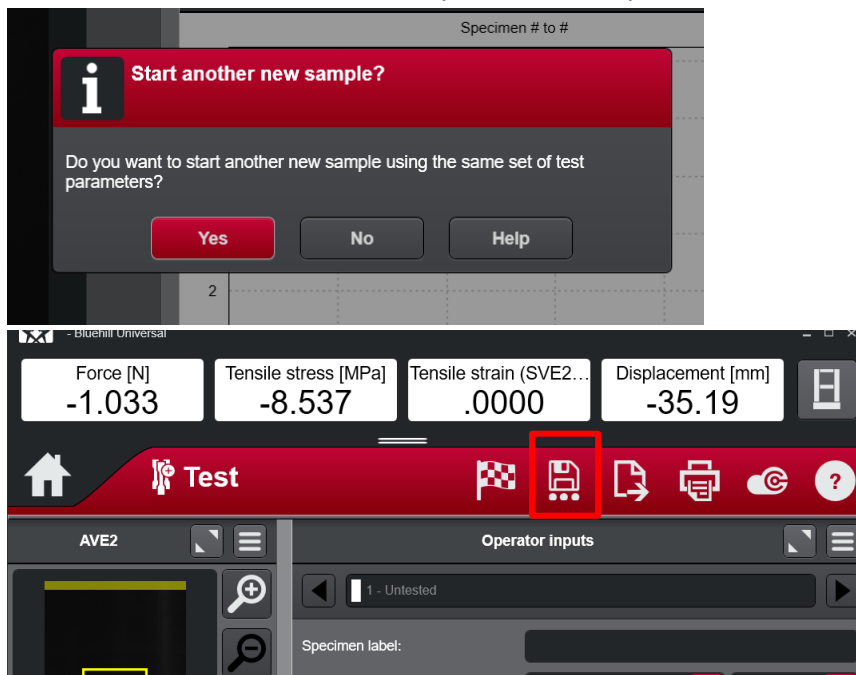 Specimen # to #
Start another new sample?
Do you want to start another new sample using the same set of test
parameters?
Yes No Help
2
- Bluehill Universal
Force [N] Tensile stress [MPa] Tensile strain (SVE2... Displacement [mm]
-1.033 -8.537 .0000 -35.19
Test
AVE2 Operator inputs
1 - Untested
Specimen label: